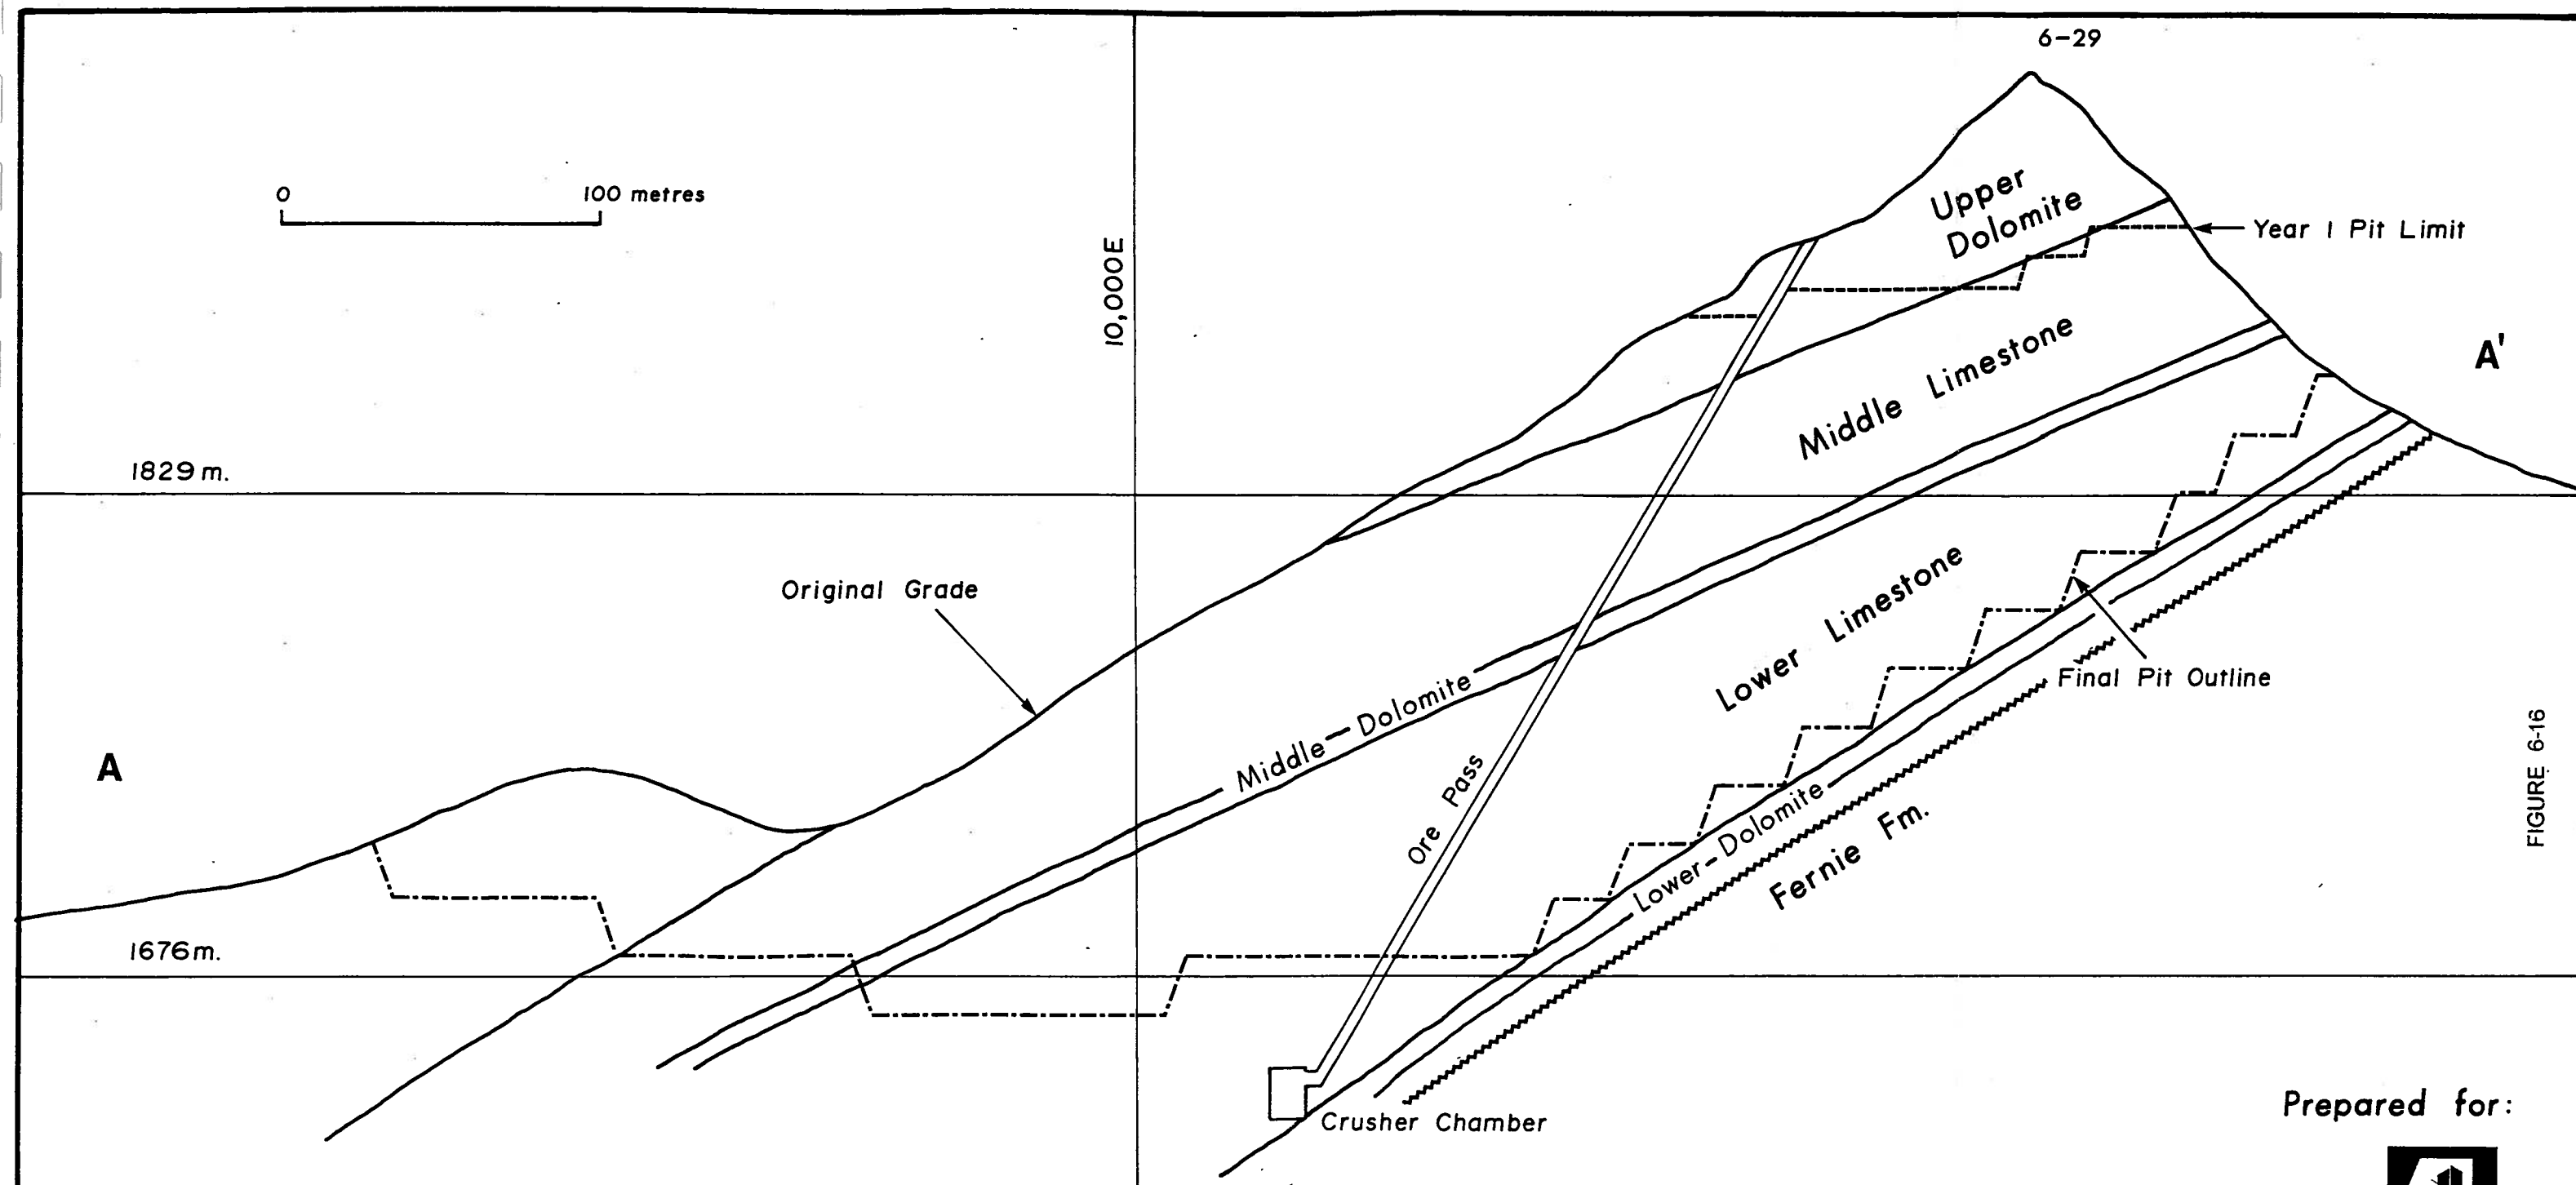 6-29
0 100 metres
Upper
Dolomite
Year 1 Pit Limit
10,000E
A'
Middle Limestone
1829 m.
Original Grade
Lower Limestone
Final Pit Outline
Middle-Dolomite
FIGURE 6-16
A
Ore Pass
Lower-Dolomite
Fernie Fm.
1676 m.
Prepared for:
Crusher Chamber